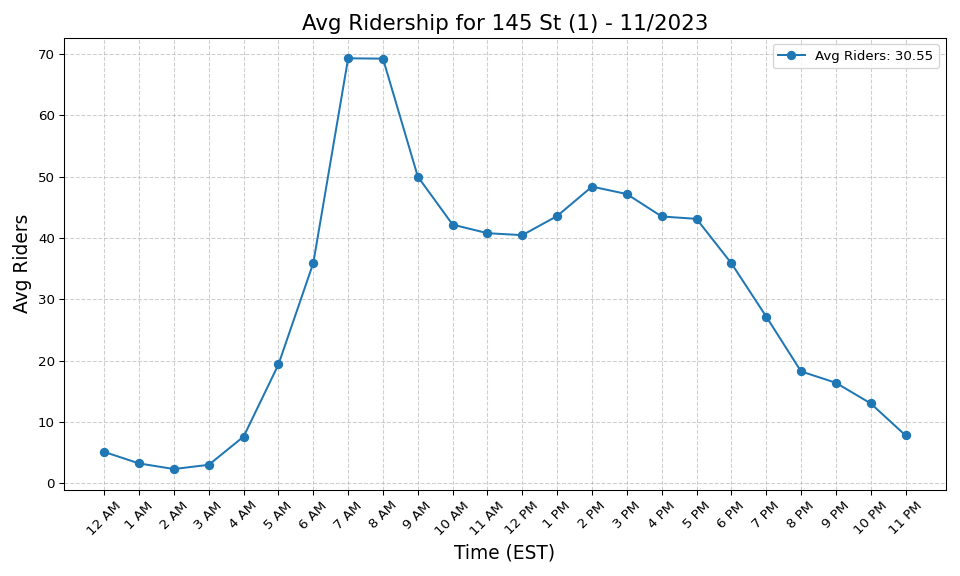 Avg Ridership for 145 St (1) - 11/2023
Avg Riders: 30.55
Avg Riders
70
60
50
40
30
20
10
0
12 AM
1 AM
2 AM
3 AM
4 AM
5 AM
6 AM
7 AM
8 AM
9 AM
10 AM
11 AM
12 PM
1 PM
2 PM
3 PM
4 PM
5 PM
6 PM
7 PM
8 PM
9 PM
10 PM
11 PM
Time (EST)